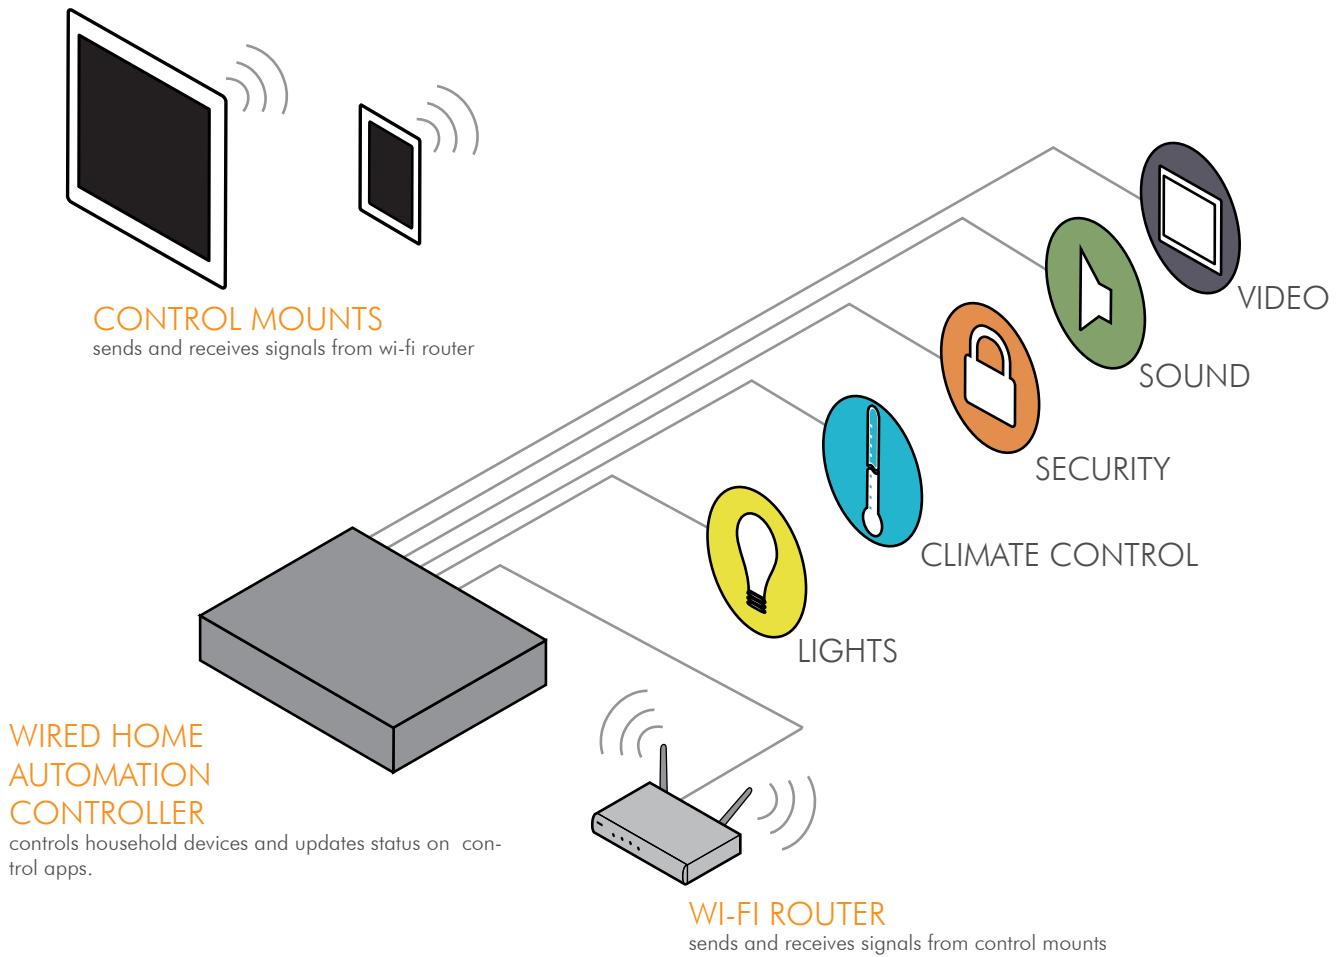 CONTROL MOUNTS
sends and receives signals from wi-fi router
VIDEO
SOUND
SECURITY
CLIMATE CONTROL
LIGHTS
WIRED HOME
AUTOMATION
CONTROLLER
controls household devices and updates status on  con-
trol apps.
WI-FI ROUTER
sends and receives signals from control mounts